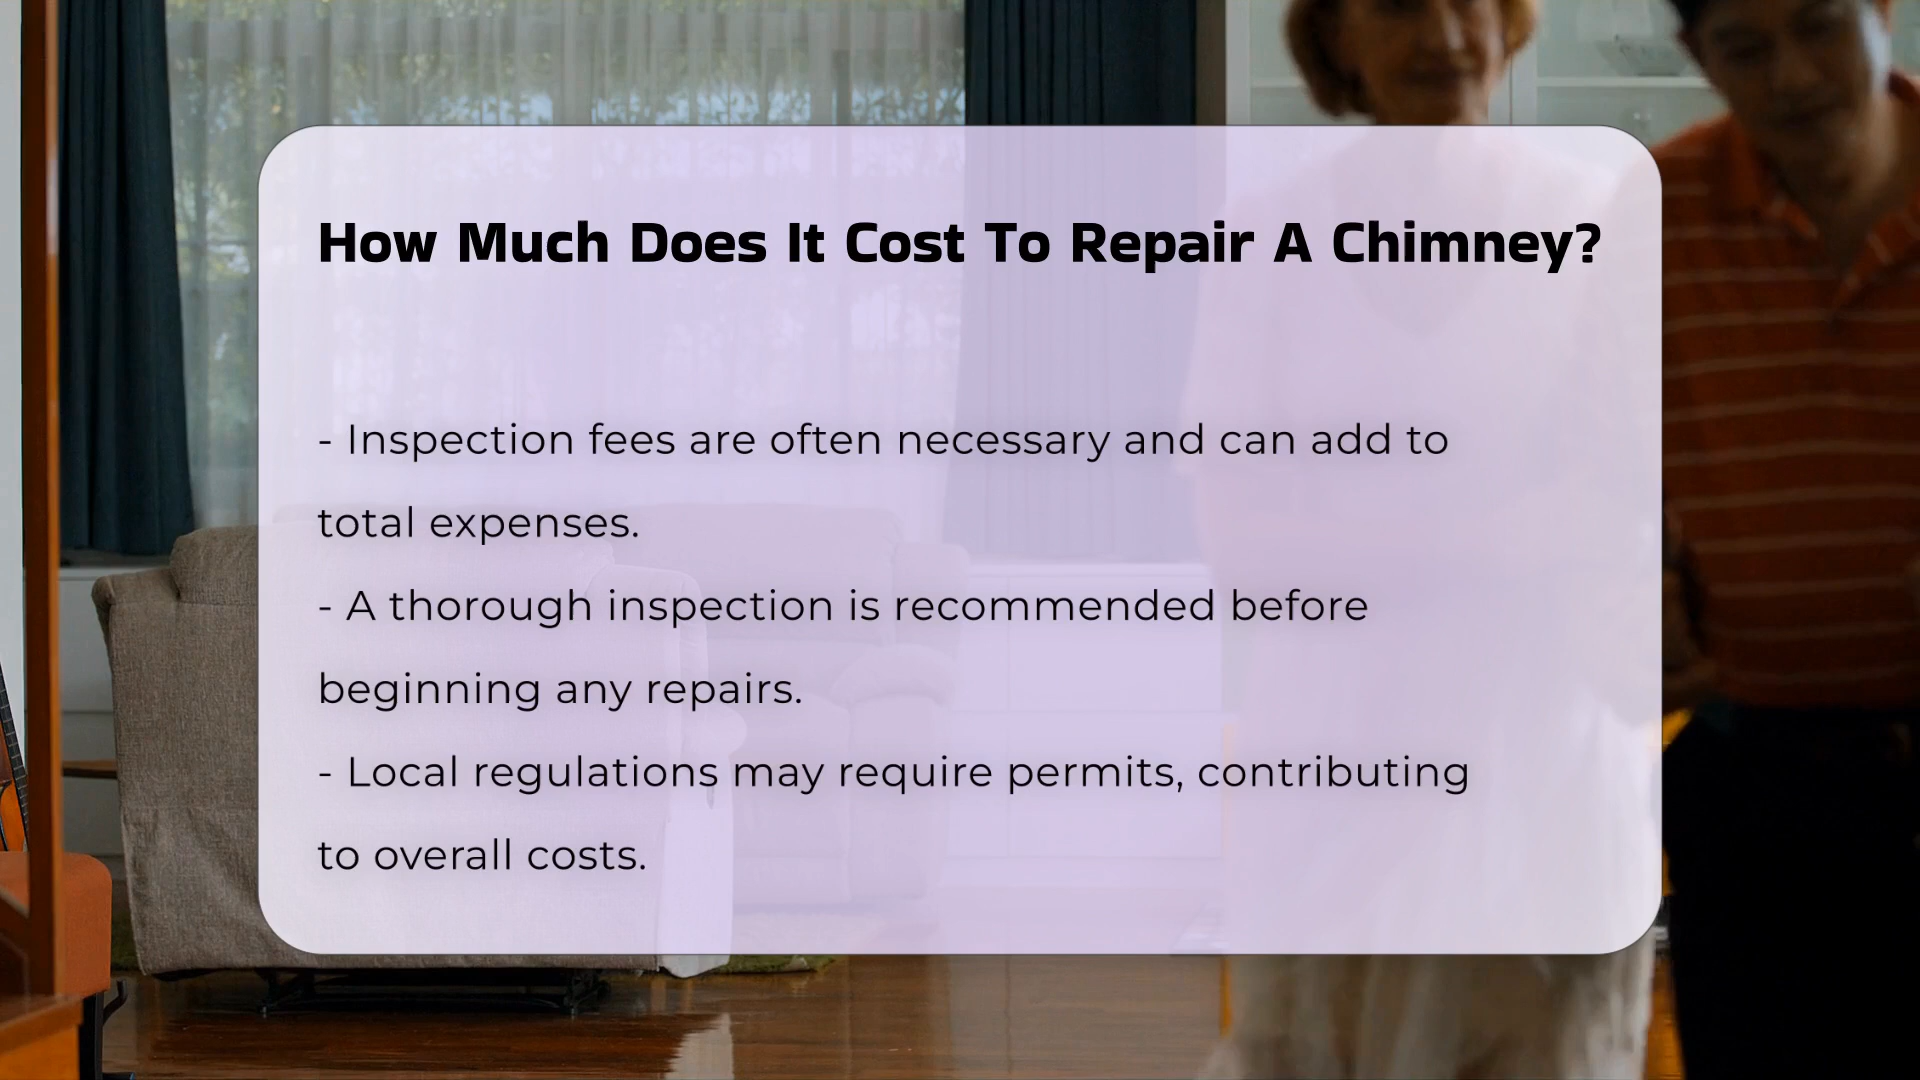 How Much Does It Cost To Repair A Chimney?
- Inspection fees are often necessary and can add to
total expenses.
- A thorough inspection is recommended before
beginning any repairs.
- Local regulations may require permits, contributing
to overall costs.